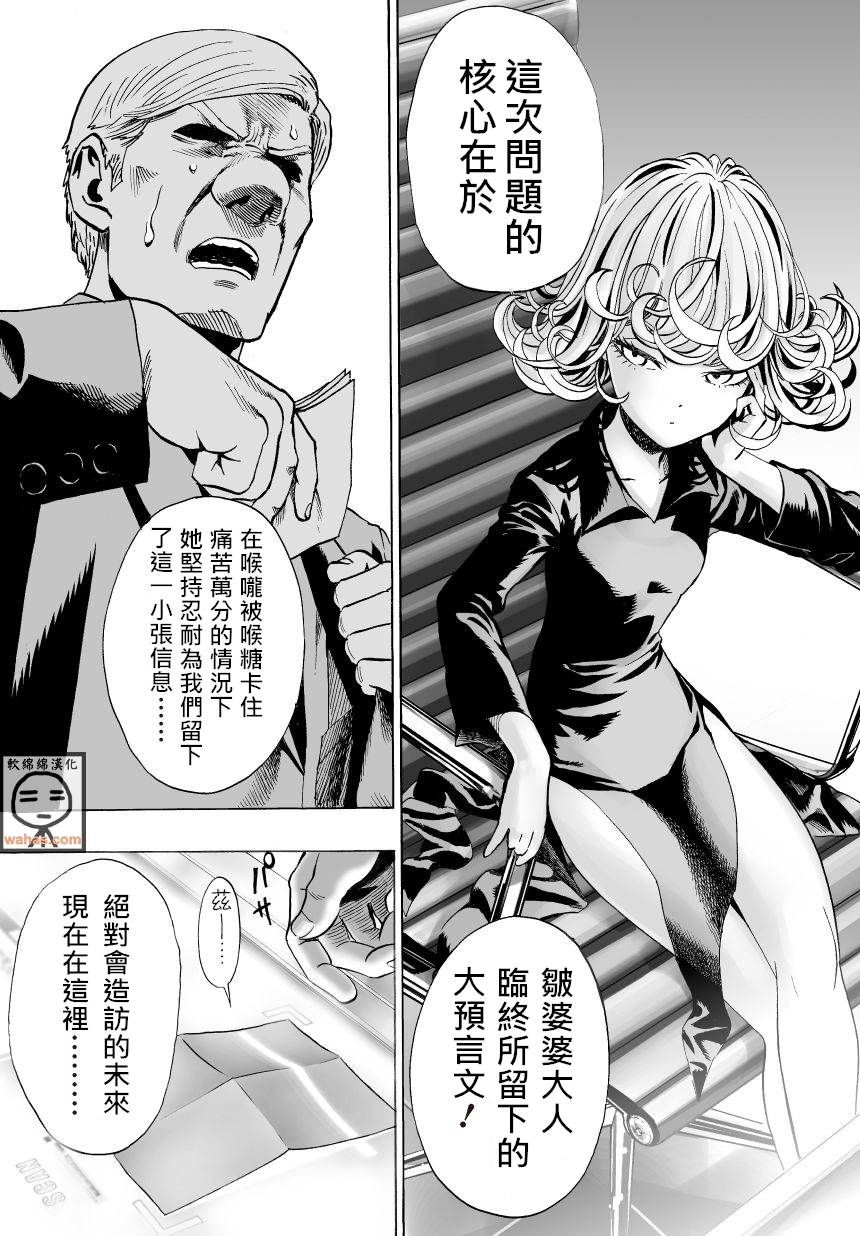 這次問題的
核心在於
皺婆婆大人
臨終所留下的
大預言文！
在喉嚨被喉糖卡住
痛苦萬分的情況下
她堅持忍耐為我們留下
了這一小張信息……
軟綿綿漢化
wahas.com
パサ
茲──……
絕對會造訪的未來
現在在這裡………
SCAN